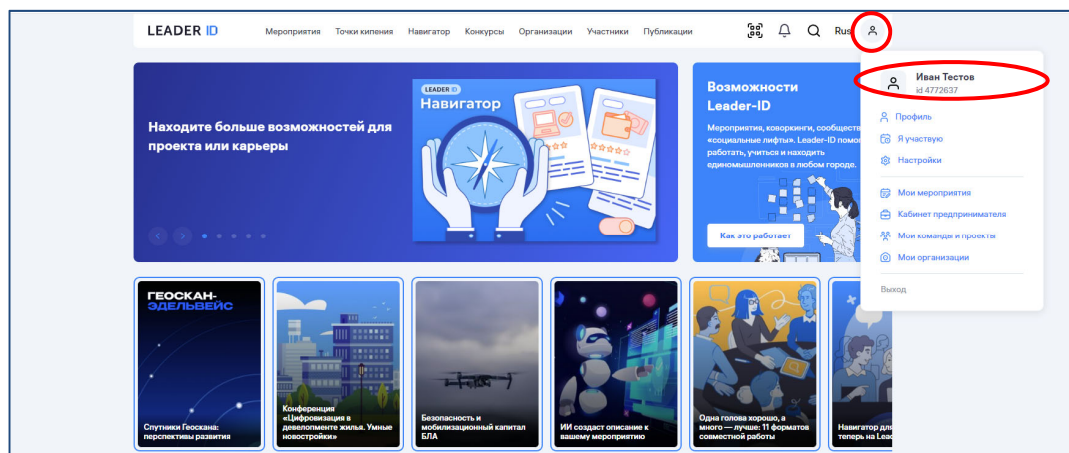 LEADER ID
Мероприятия Точки кипения Навигатор Конкурсы Организации Участники Публикации
Rus
Находите больше возможностей для
проекта или карьеры
LEADER ID
Навигатор
Возможности
Leader-ID
Мероприятия, коворкинги, сообществ
«социальные лифты». Leader-ID помо
работать, учиться и находить
единомышленников в любом городе.
Как это работает
Иван Тестов
id 4772637
Профиль
Я участвую
Настройки
Мои мероприятия
Кабинет предпринимателя
Мои команды и проекты
Мои организации
Выход
ГЕОСКАН-
ЭДЕЛЬВЕЙС
Спутники Геоскана:
перспективы развития
Конференция
«Цифровизация в
девелопменте жилья. Умные
новостройки»
Безопасность и
мобилизационный капитал
БЛА
ИИ создаст описание к
вашему мероприятию
Одна голова хорошо, а
много — лучше: 11 форматов
совместной работы
Навигатор для
теперь на Lead